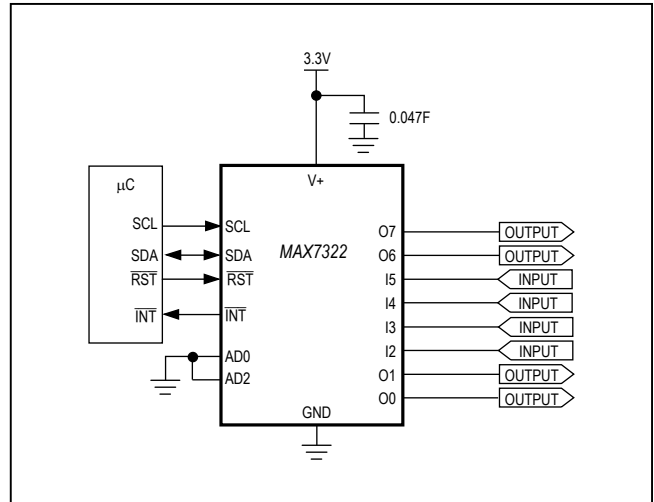 3.3V
0.047F
μC
V+
SCL
SCL
SDA
SDA
RST
RST
INT
INT
MAX7322
AD0
AD2
GND
O7
OUTPUT
O6
OUTPUT
I5
INPUT
I4
INPUT
I3
INPUT
I2
INPUT
O1
OUTPUT
O0
OUTPUT